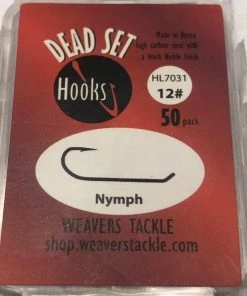 DEAD SET
Hooks
Made in Korea
high carbon steel with
a black Nickle finish
HL7031
12#
50 pack
Nymph
WEAVERS TACKLE
shop.weaverstackle.com